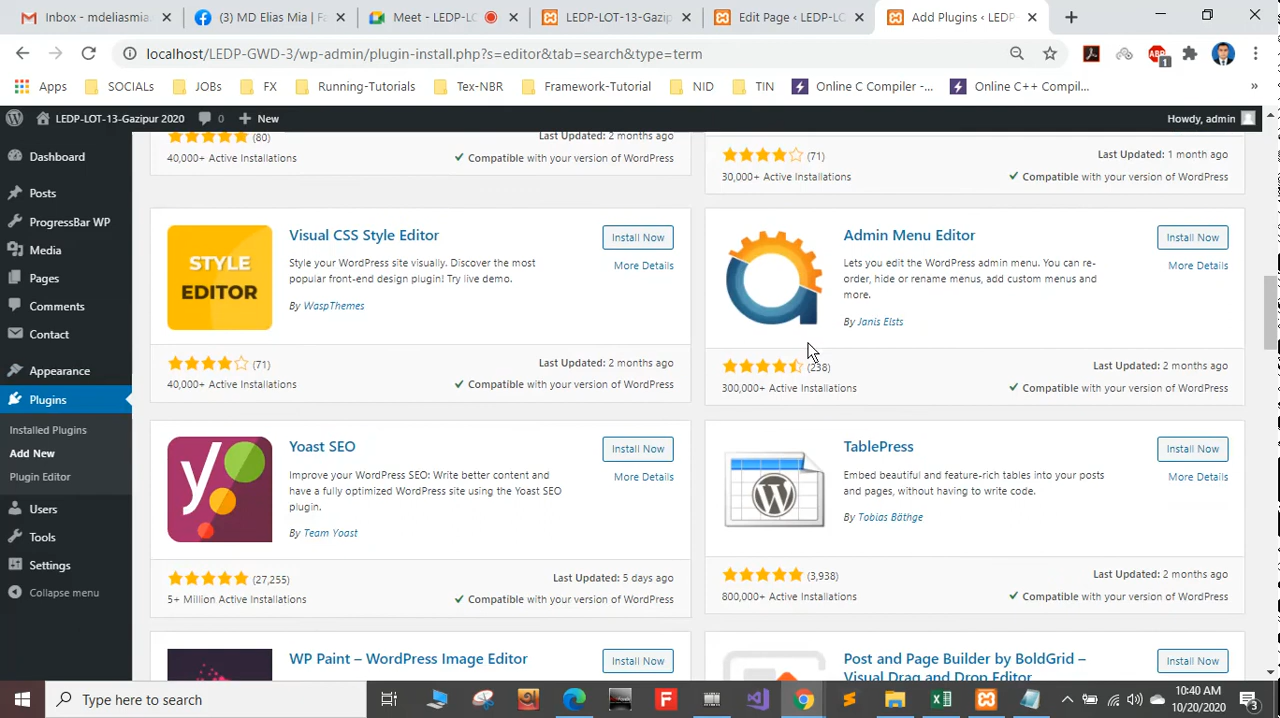 Inbox - mdeliasmia.
(3) MD Elias Mia | Fa
Meet - LEDP-LO
LEDP-LOT-13-Gazip
Edit Page ‹ LEDP-LO
Add Plugins ‹ LEDP-
localhost/LEDP-GWD-3/wp-admin/plugin-install.php?s=editor&tab=search&type=term
1
Apps SOCIALs JOBs FX Running-Tutorials Tex-NBR Framework-Tutorial NID TIN Online C Compiler -... Online C++ Compil... »
LEDP-LOT-13-Gazipur 2020 0 New Howdy, admin
Dashboard
Posts
ProgressBar WP
Media
Pages
Comments
Contact
Appearance
Plugins
Installed Plugins
Add New
Plugin Editor
Users
Tools
Settings
Collapse menu
(80) Last Updated: 2 months ago
40,000+ Active Installations Compatible with your version of WordPress
(71) Last Updated: 1 month ago
30,000+ Active Installations Compatible with your version of WordPress
STYLE
EDITOR
Visual CSS Style Editor
Install Now
More Details
Style your WordPress site visually. Discover the most
popular front-end design plugin! Try live demo.
By WaspThemes
(71) Last Updated: 2 months ago
40,000+ Active Installations Compatible with your version of WordPress
Admin Menu Editor
Install Now
More Details
Lets you edit the WordPress admin menu. You can re-
order, hide or rename menus, add custom menus and
more.
By Janis Elsts
(238) Last Updated: 2 months ago
300,000+ Active Installations Compatible with your version of WordPress
Yoast SEO
Install Now
More Details
Improve your WordPress SEO: Write better content and
have a fully optimized WordPress site using the Yoast SEO
plugin.
By Team Yoast
(27,255) Last Updated: 5 days ago
5+ Million Active Installations Compatible with your version of WordPress
TablePress
Install Now
More Details
Embed beautiful and feature-rich tables into your posts
and pages, without having to write code.
By Tobias Bäthge
(3,938) Last Updated: 2 months ago
800,000+ Active Installations Compatible with your version of WordPress
WP Paint – WordPress Image Editor
Install Now
Post and Page Builder by BoldGrid –
Visual Drag and Drop Editor
Install Now
Type here to search
10:40 AM
10/20/2020
3